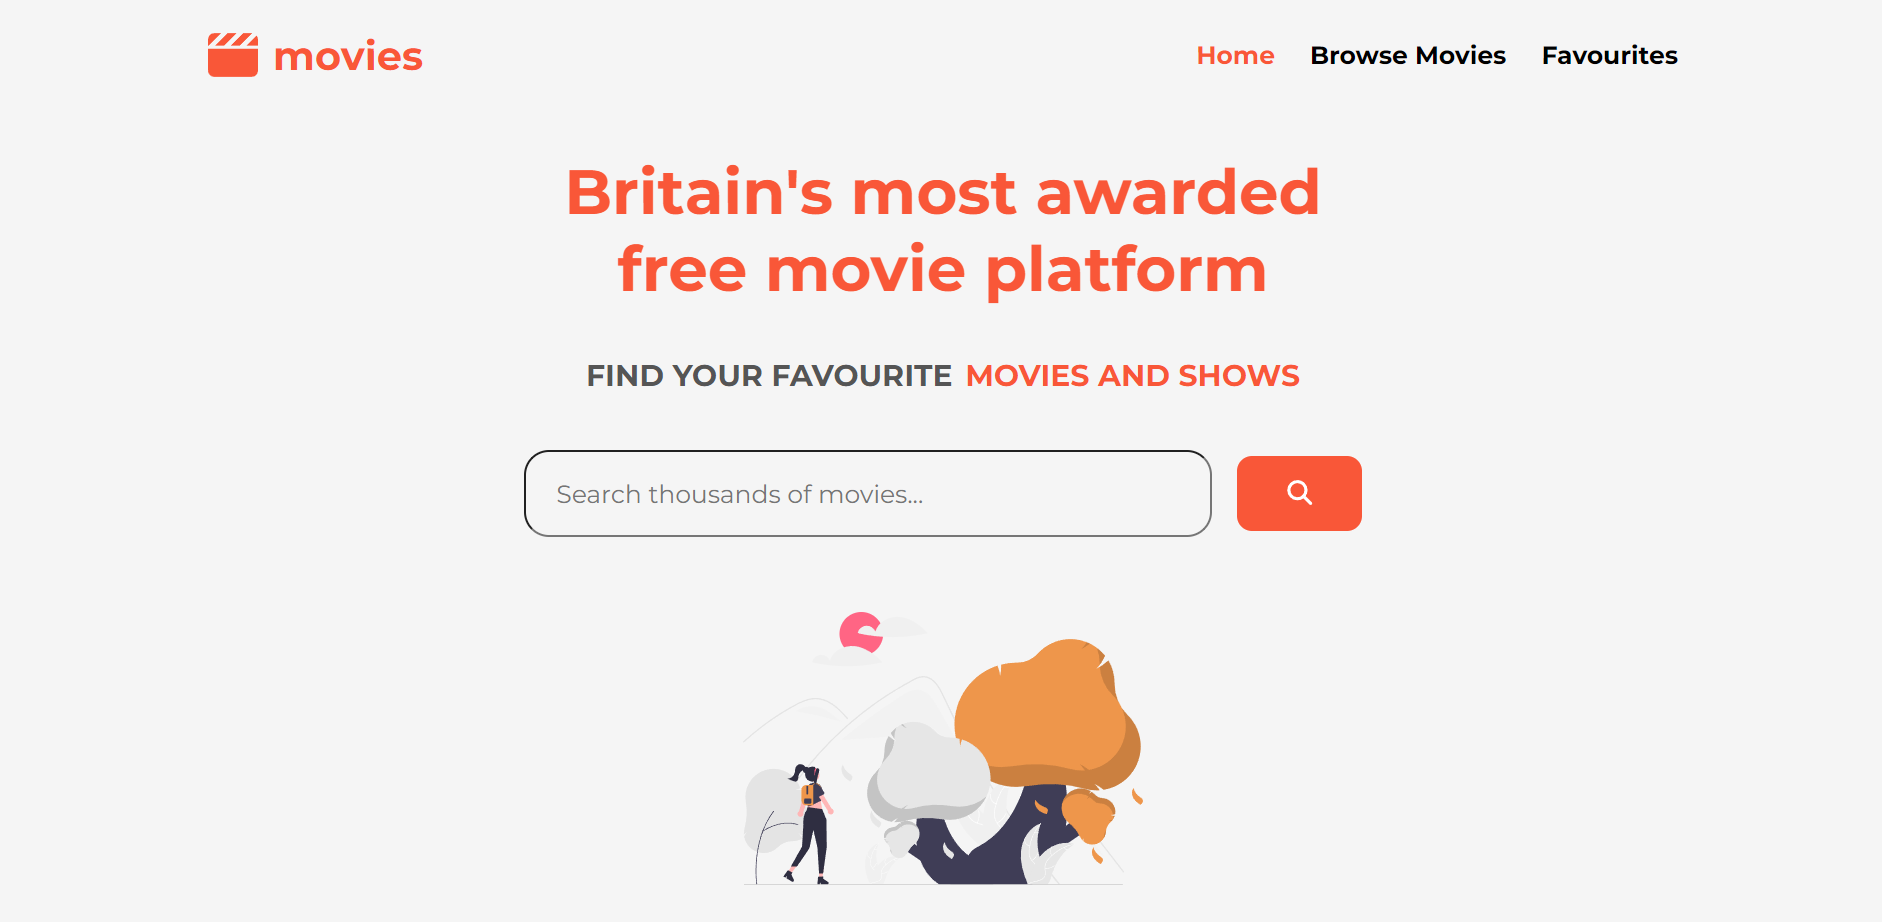 movies
Home Browse Movies Favourites
Britain's most awarded
free movie platform
FIND YOUR FAVOURITE MOVIES AND SHOWS
Search thousands of movies...